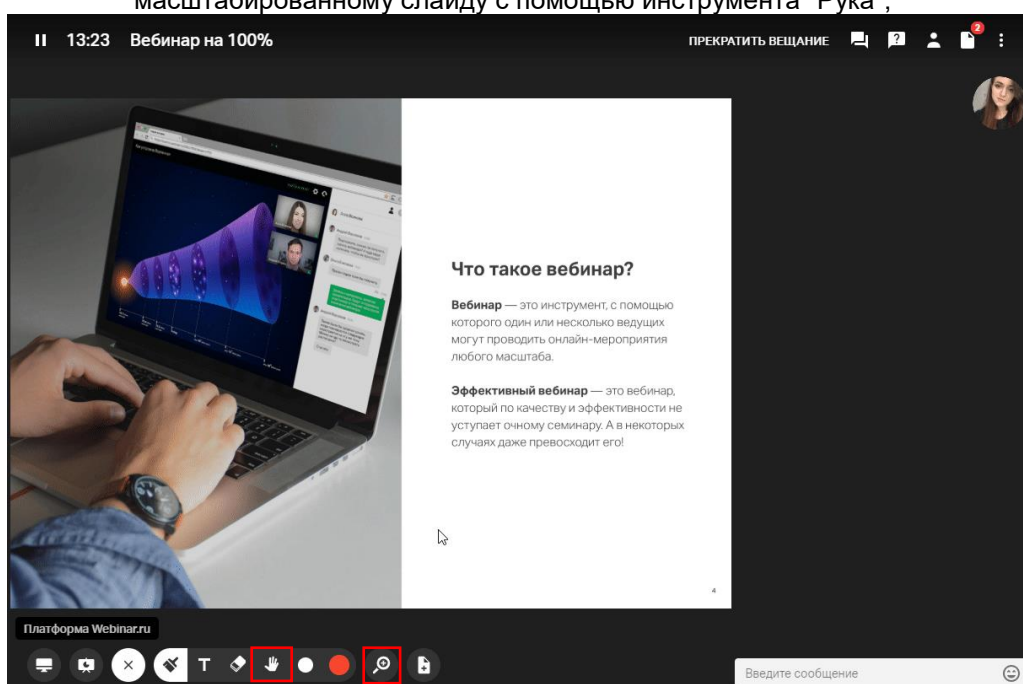 масштабированному слайду с помощью инструмента "Рука",
13:23 Вебинар на 100%
ПРЕКРАТИТЬ ВЕЩАНИЕ
?
2
Что такое вебинар?
Вебинар — это инструмент, с помощью
которого один или несколько ведущих
могут проводить онлайн-мероприятия
любого масштаба.
Эффективный вебинар — это вебинар,
который по качеству и эффективности не
уступает очному семинару. А в некоторых
случаях даже превосходит его!
4
Платформа Webinar.ru
T
Введите сообщение